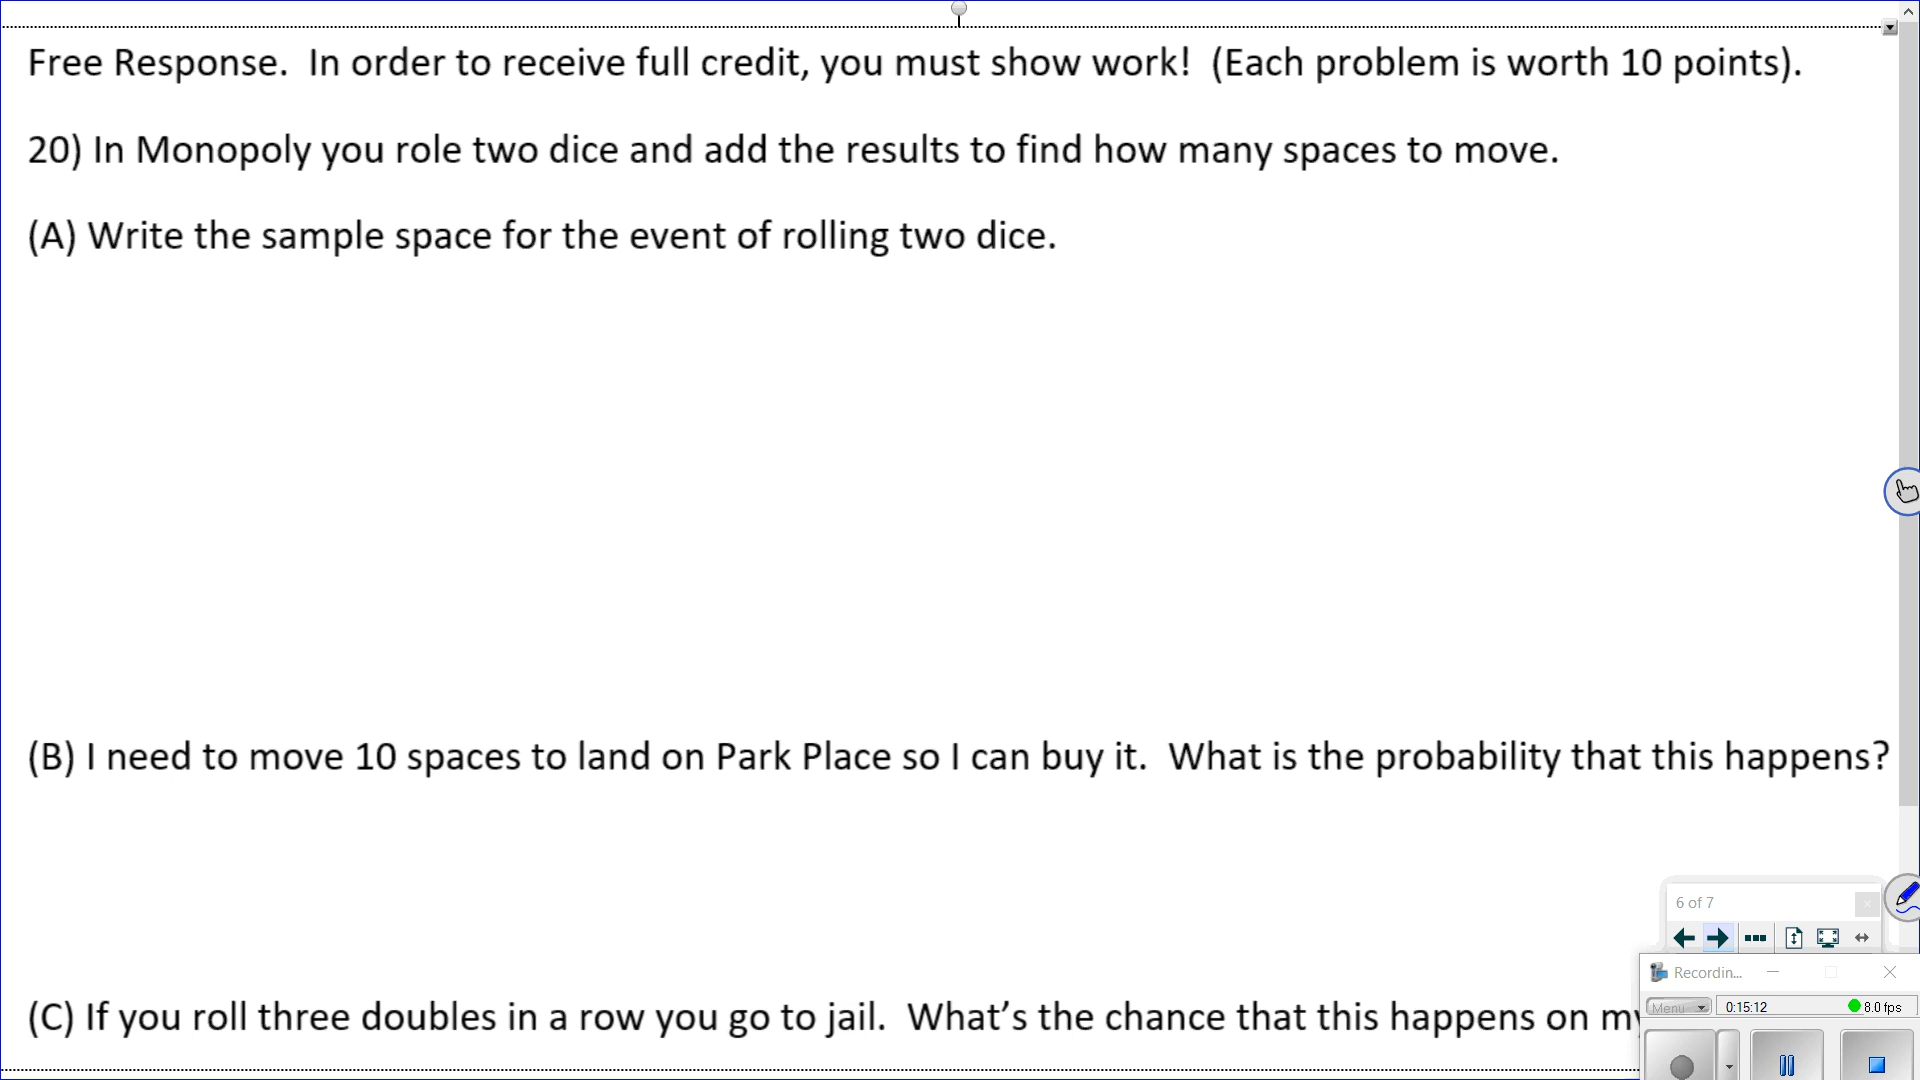 Free Response.  In order to receive full credit, you must show work!  (Each problem is worth 10 points).
20) In Monopoly you role two dice and add the results to find how many spaces to move.
(A) Write the sample space for the event of rolling two dice.
(B) I need to move 10 spaces to land on Park Place so I can buy it.  What is the probability that this happens?
6 of 7
Recordin...
(C) If you roll three doubles in a row you go to jail.  What’s the chance that this happens on
Menu
0:15:12
8.0 fps